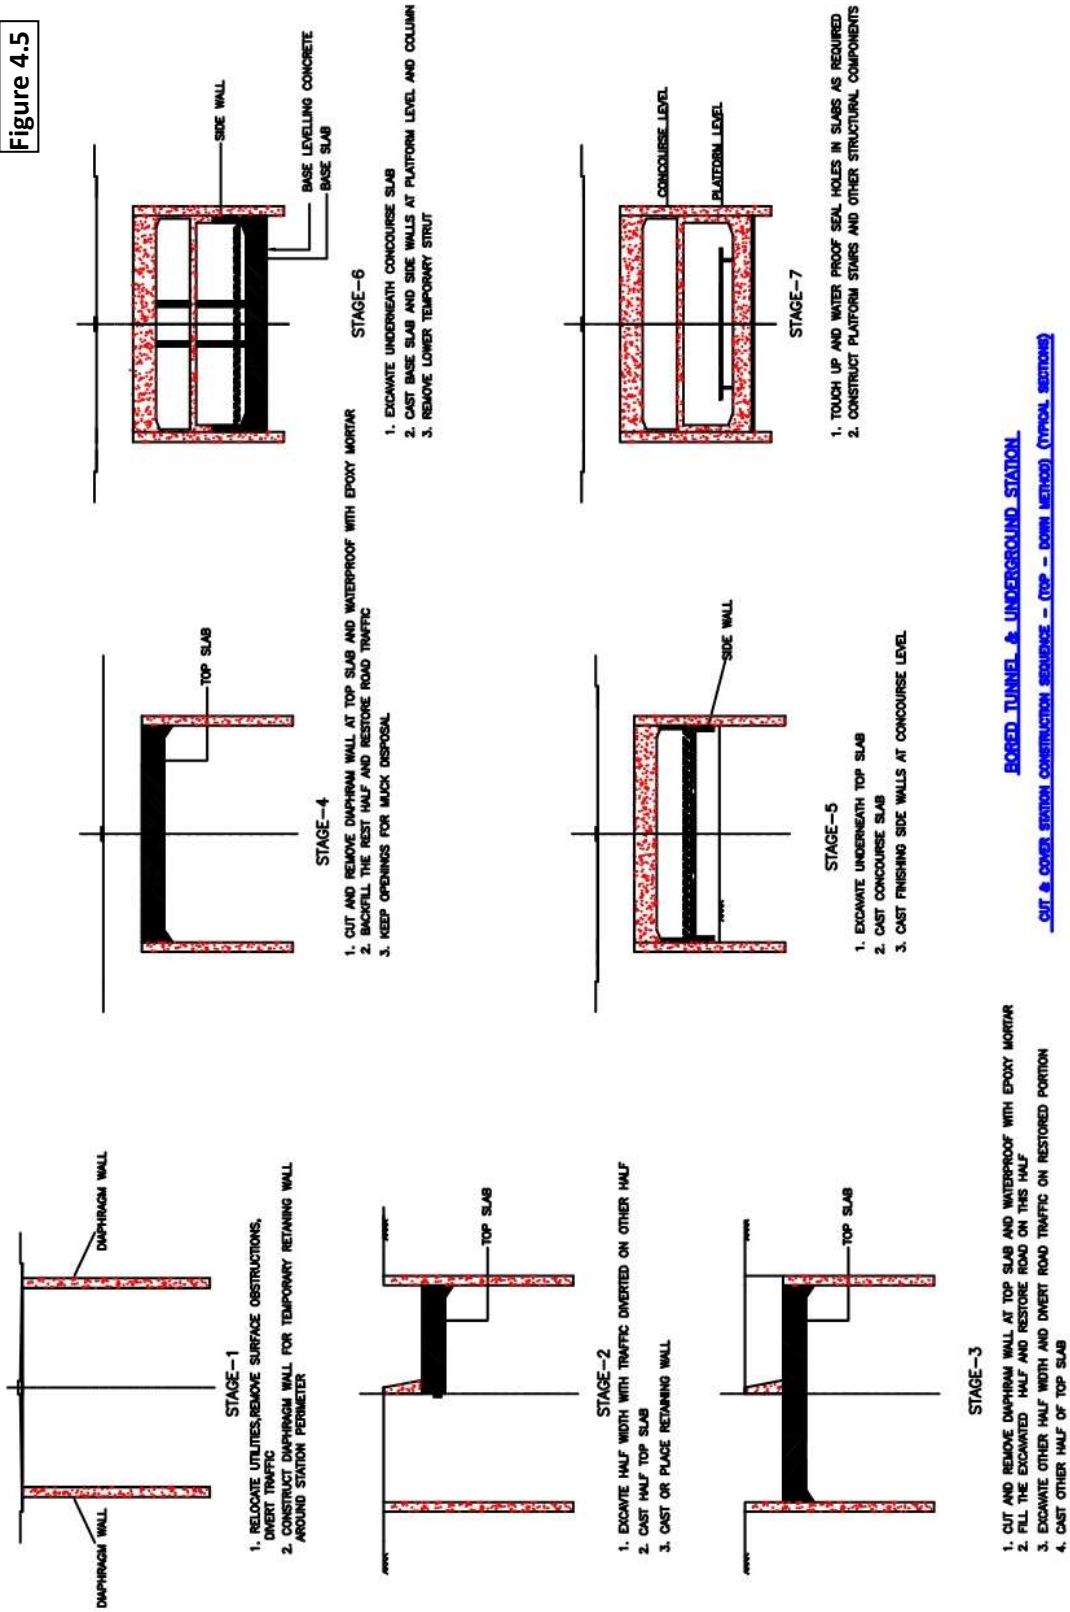 Figure 4.5
DIAPHRAGM WALL
DIAPHRAGM WALL
STAGE-1
1. RELOCATE UTILITIES,REMOVE SURFACE OBSTRUCTIONS,
DIVERT TRAFFIC
2. CONSTRUCT DIAPHRAGM WALL FOR TEMPORARY RETANING WALL
AROUND STATION PERIMETER
TOP SLAB
STAGE-2
1. EXCAVTE HALF WIDTH WITH TRAFFIC DIVERTED ON OTHER HALF
2. CAST HALF TOP SLAB
3. CAST OR PLACE RETAINING WALL
TOP SLAB
STAGE-3
1. CUT AND REMOVE DIAPHRAM WALL AT TOP SLAB AND WATERPROOF WITH EPOXY MORTAR
2. FILL THE EXCAVATED HALF AND RESTORE ROAD ON THIS HALF
3. EXCAVATE OTHER HALF WIDTH AND DIVERT ROAD TRAFFIC ON RESTORED PORTION
4. CAST OTHER HALF OF TOP SLAB
TOP SLAB
STAGE-4
1. CUT AND REMOVE DIAPHRAM WALL AT TOP SLAB AND WATERPROOF WITH EPOXY MORTAR
2. BACKFILL THE REST HALF AND RESTORE ROAD TRAFFIC
3. KEEP OPENINGS FOR MUCK DISPOSAL
SIDE WALL
STAGE-5
1. EXCAVATE UNDERNEATH TOP SLAB
2. CAST CONCOURSE SLAB
3. CAST FINISHING SIDE WALLS AT CONCOURSE LEVEL
SIDE WALL
BASE LEVELLING CONCRETE
BASE SLAB
STAGE-6
1. EXCAVATE UNDERNEATH CONCOURSE SLAB
2. CAST BASE SLAB AND SIDE WALLS AT PLATFORM LEVEL AND COLUMN
3. REMOVE LOWER TEMPORARY STRUT
CONCOURSE LEVEL
PLATFORM LEVEL
STAGE-7
1. TOUCH UP AND WATER PROOF SEAL HOLES IN SLABS AS REQUIRED
2. CONSTRUCT PLATFORM STAIRS AND OTHER STRUCTURAL COMPONENTS
BORED TUNNEL & UNDERGROUND STATION
CUT & COVER STATION CONSTRUCTION SEQUENCE - (TOP - DOWN METHOD) (TYPICAL SECTIONS)